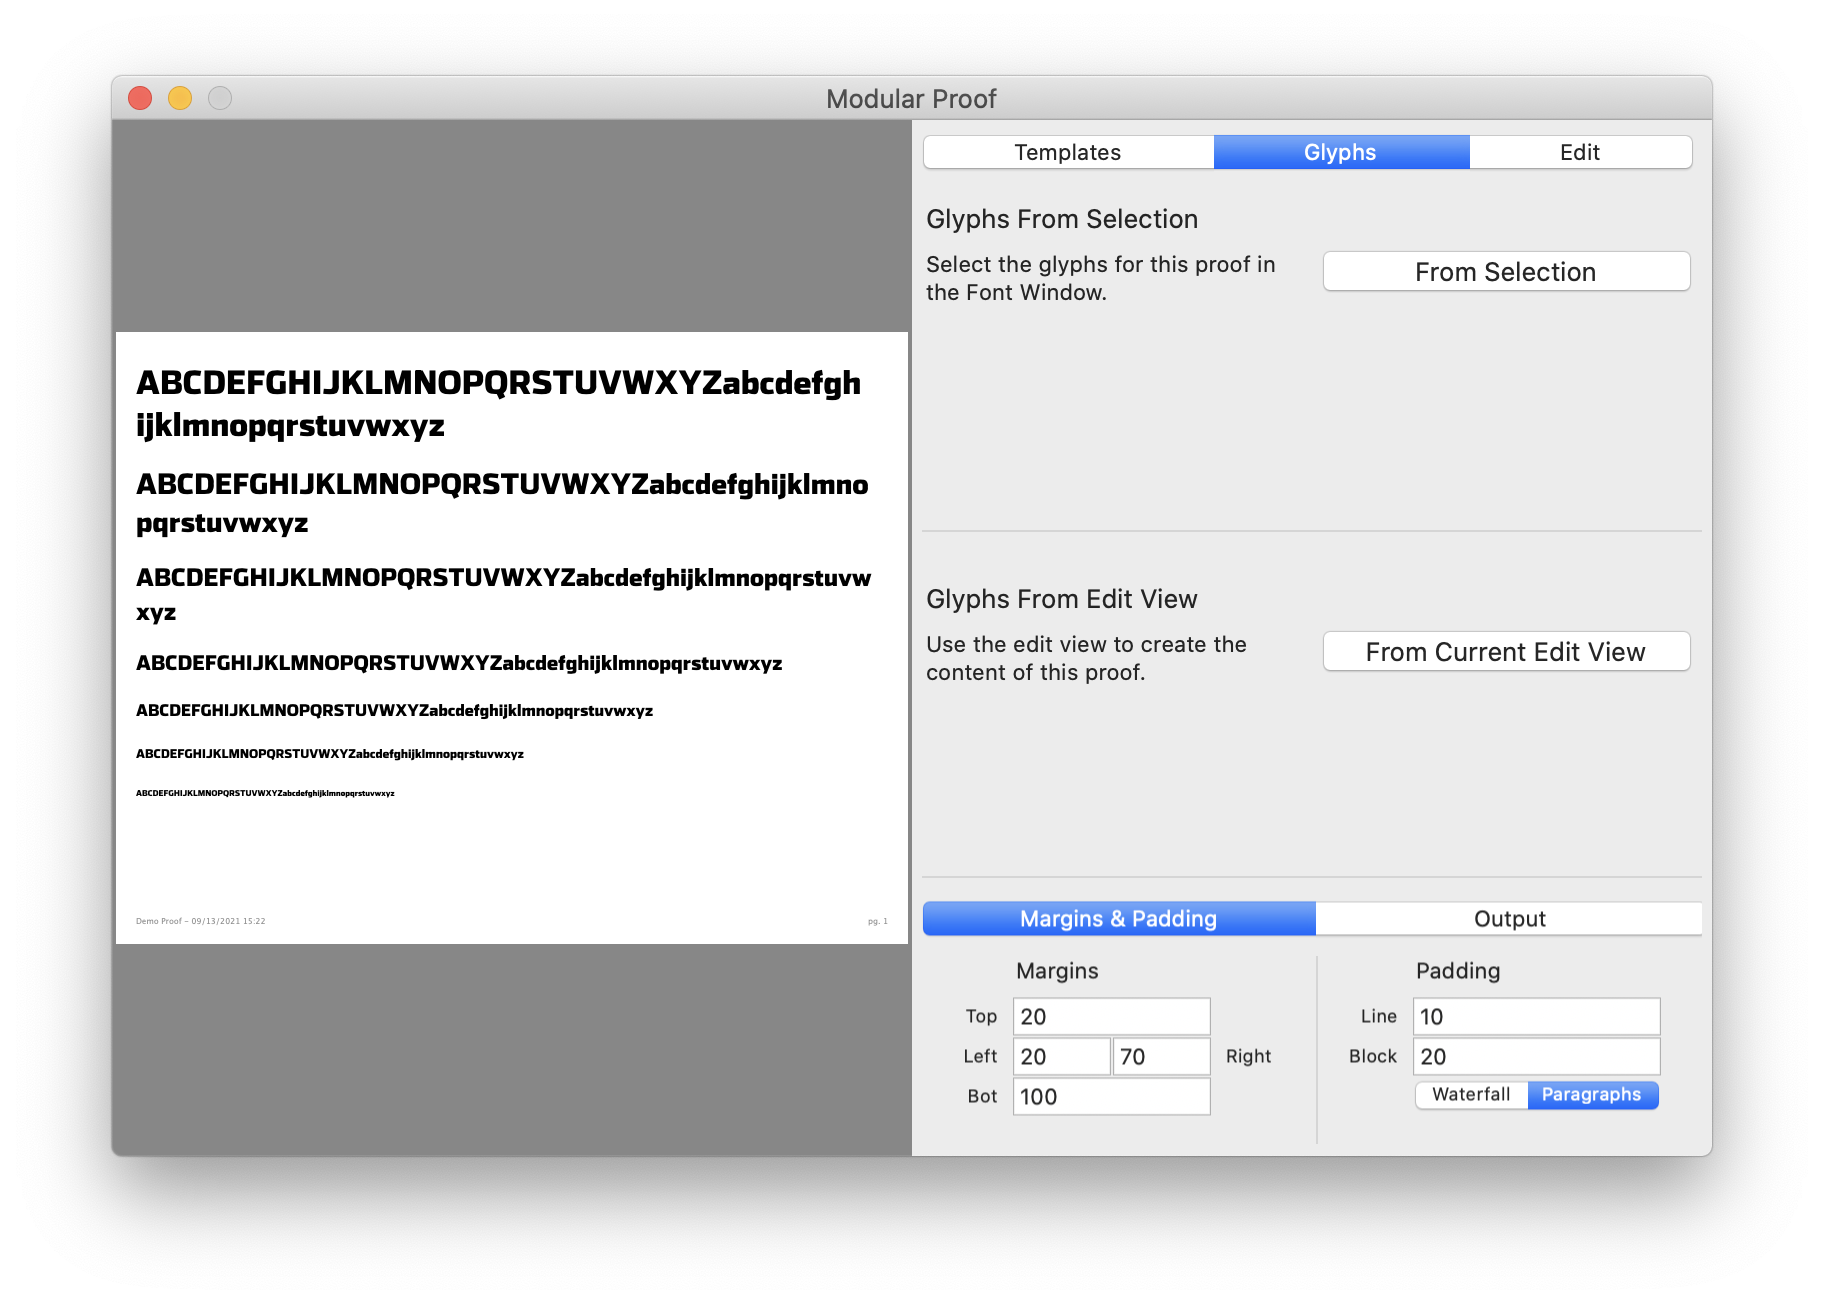 Modular Proof
ABCDEFGHIJKLMNOPQRSTUVWXYZabcdefgh
ijklmnopqrstuvwxyz
ABCDEFGHIJKLMNOPQRSTUVWXYZabcdefghijklmno
pqrstuvwxyz
ABCDEFGHIJKLMNOPQRSTUVWXYZabcdefghijklmnopqrstuvw
xyz
ABCDEFGHIJKLMNOPQRSTUVWXYZabcdefghijklmnopqrstuvwxyz
ABCDEFGHIJKLMNOPQRSTUVWXYZabcdefghijklmnopqrstuvwxyz
ABCDEFGHIJKLMNOPQRSTUVWXYZabcdefghijklmnopqrstuvwxyz
ABCDEFGHIJKLMNOPQRSTUVWXYZabcdefghijklmnopqrstuvwxyz
Demo Proof – 09/13/2021 15:22 pg. 1
Templates Glyphs Edit
Glyphs From Selection
Select the glyphs for this proof in
the Font Window.
From Selection
Glyphs From Edit View
Use the edit view to create the
content of this proof.
From Current Edit View
Margins & Padding Output
Margins
Top 20
Left 20 70 Right
Bot 100
Padding
Line 10
Block 20
Waterfall Paragraphs